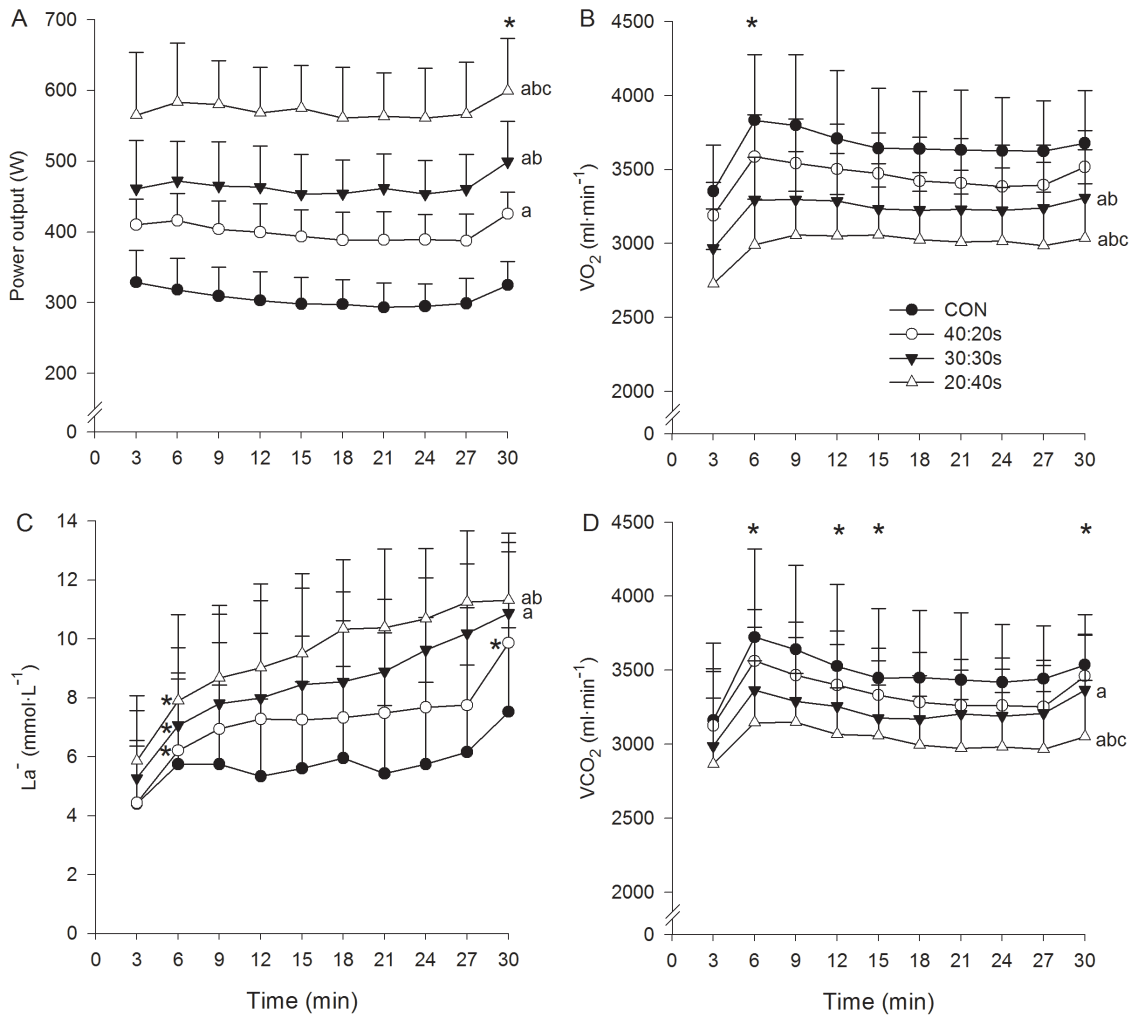 A
700
600
500
400
300
200
0
Power output (W)
*
abc
ab
a
0 3 6 9 12 15 18 21 24 27 30
B
4500
4000
3500
3000
2500
2000
0
VO₂ (ml·min⁻¹)
*
ab
abc
CON
40:20s
30:30s
20:40s
0 3 6 9 12 15 18 21 24 27 30
C
14
12
10
8
6
4
2
0
La⁻ (mmol·L⁻¹)
*
*
*
*
ab
a
0 3 6 9 12 15 18 21 24 27 30
Time (min)
D
4500
4000
3500
3000
2500
2000
0
VCO₂ (ml·min⁻¹)
* * * *
a
abc
0 3 6 9 12 15 18 21 24 27 30
Time (min)